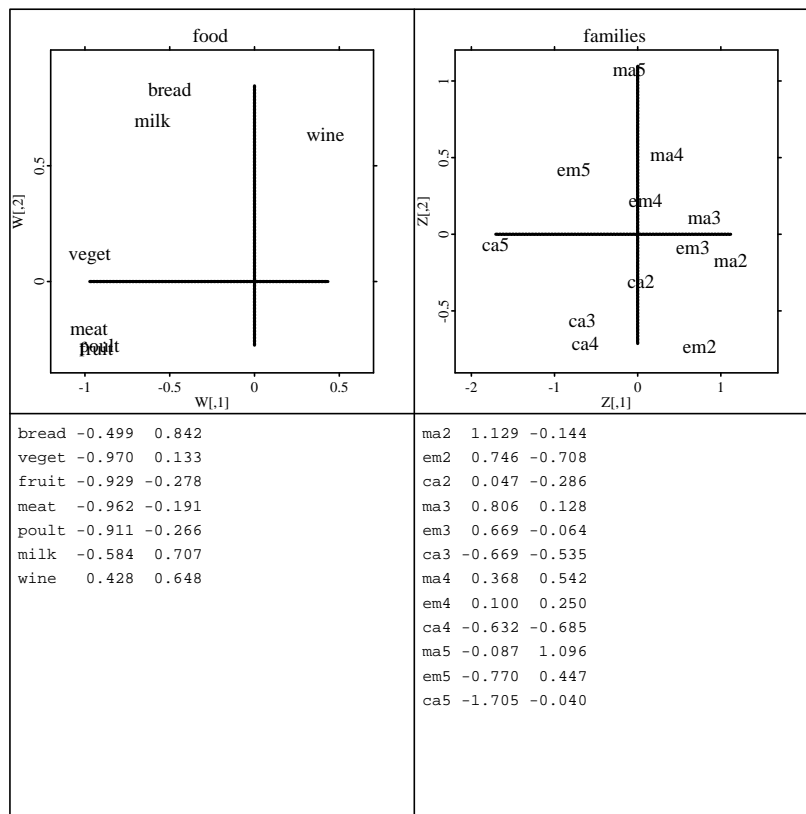 food
bread
milk
wine
veget
meat
poult
fruit
0.5
0
W[,2]
-1 -0.5 0 0.5
W[,1]
families
ma5
ma4
em5
em4
ma3
ca5
em3
ma2
ca2
ca3
ca4
em2
1
0.5
0
-0.5
Z[,2]
-2 -1 0 1
Z[,1]
bread -0.499 0.842
veget -0.970 0.133
fruit -0.929 -0.278
meat -0.962 -0.191
poult -0.911 -0.266
milk -0.584 0.707
wine 0.428 0.648
ma2 1.129 -0.144
em2 0.746 -0.708
ca2 0.047 -0.286
ma3 0.806 0.128
em3 0.669 -0.064
ca3 -0.669 -0.535
ma4 0.368 0.542
em4 0.100 0.250
ca4 -0.632 -0.685
ma5 -0.087 1.096
em5 -0.770 0.447
ca5 -1.705 -0.040